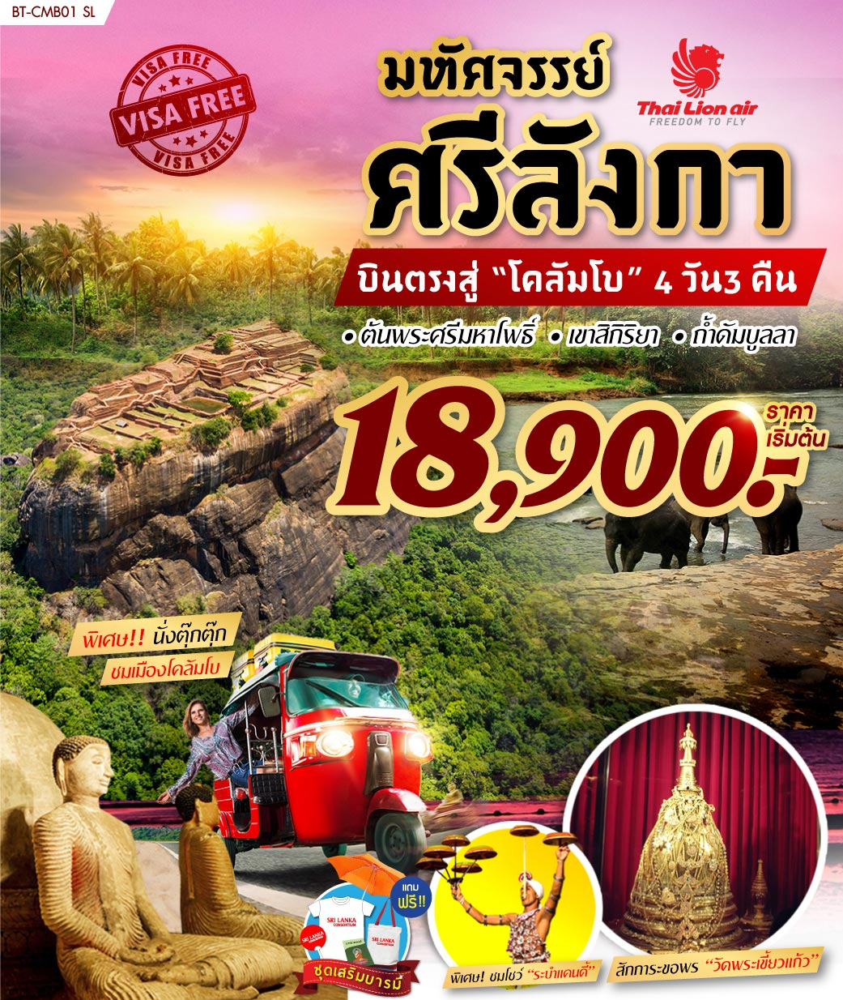 BT-CMB01 SL
VISA FREE
VISA FREE
VISA FREE
มหัศจรรย์
ศรีลังกา
Thai Lion air
FREEDOM TO FLY
บินตรงสู่ “โคลัมโบ” 4 วัน3 คืน
• ต้นพระศรีมหาโพธิ์ • เขาสิกิริยา • ถ้ำดัมบูลลา
18,900.-
ราคา
เริ่มต้น
พิเศษ!! นั่งตุ๊กตุ๊ก
ชมเมืองโคลัมโบ
แถม
ฟรี!!
SRI LANKA
CONSORTIUM
SRI LANKA
CONSORTIUM
SRI LANKA
CONSORTIUM
ชุดเสริมบารมี
พิเศษ! ชมโชว์ “ระบำแคนดี้”
สักการะขอพร “วัดพระเขี้ยวแก้ว”